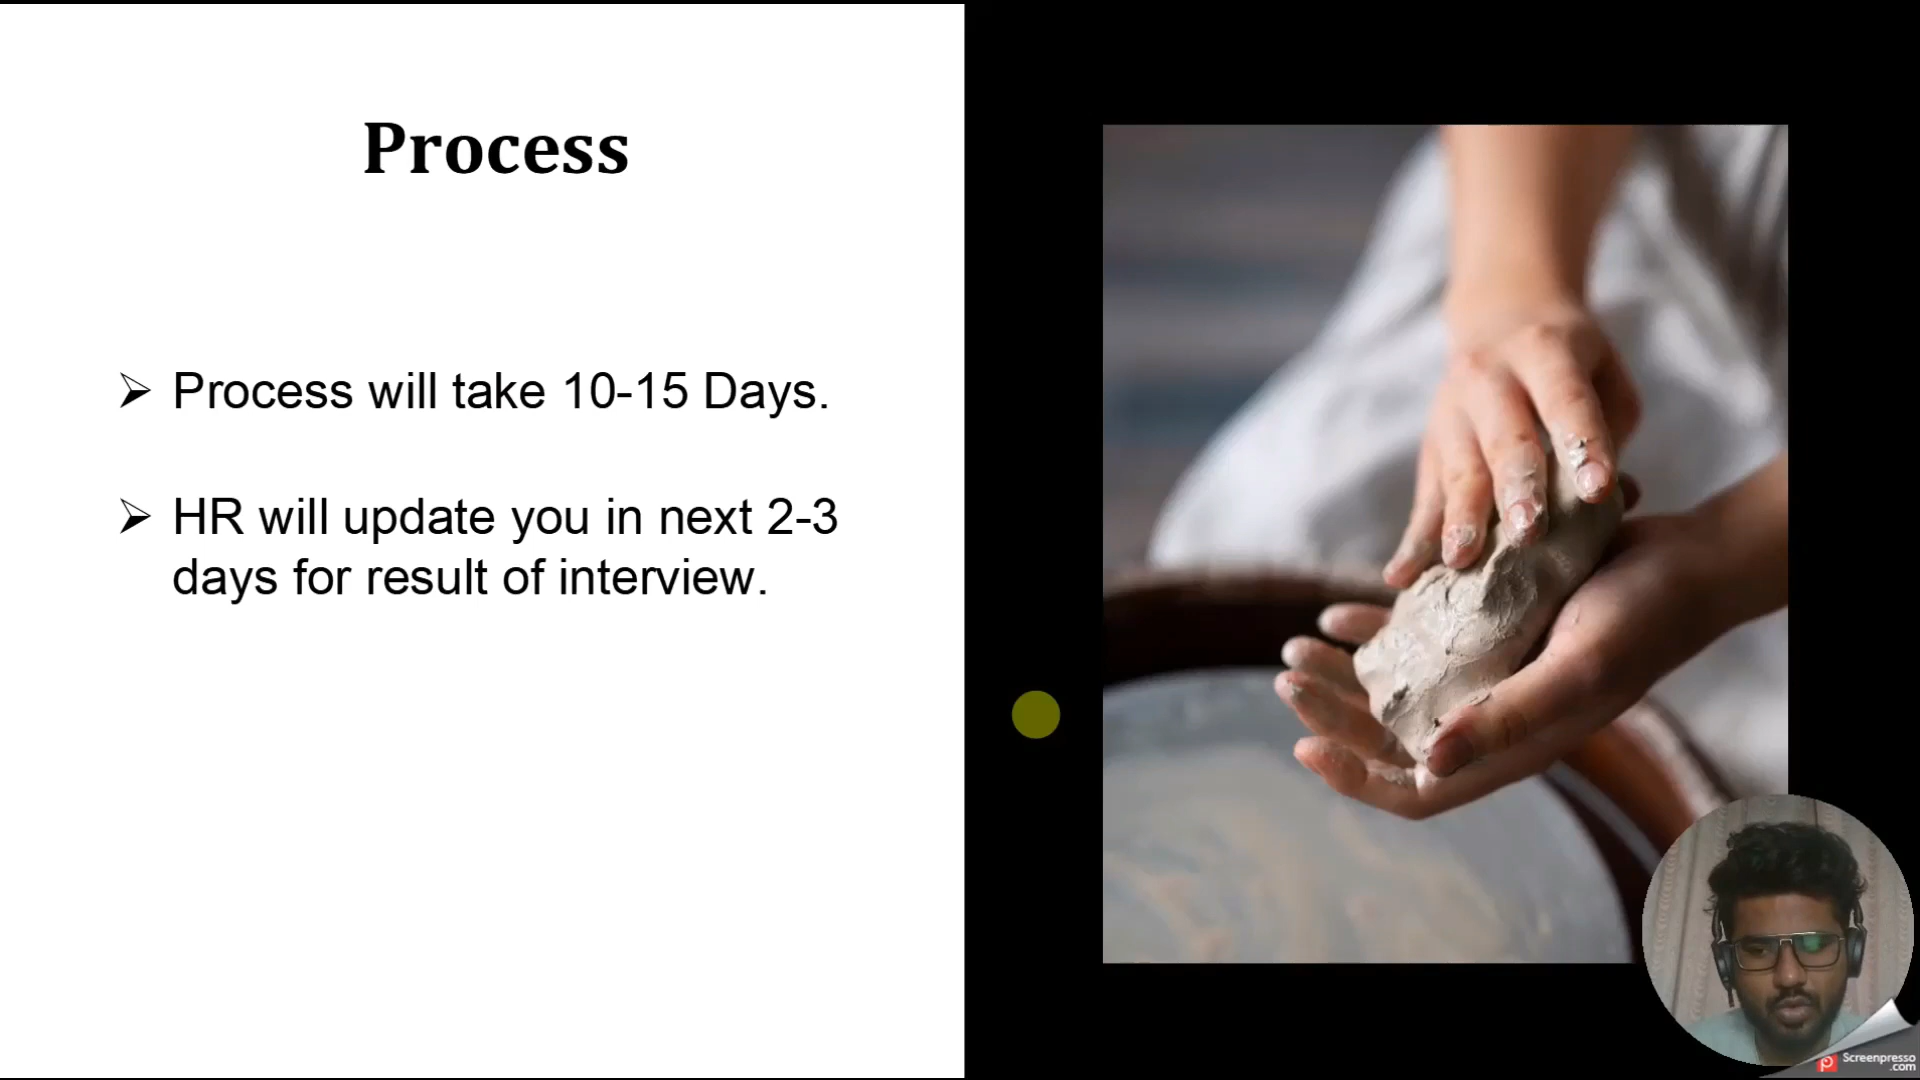 Process
➢ Process will take 10-15 Days.
➢ HR will update you in next 2-3
days for result of interview.
Screenpresso
.com